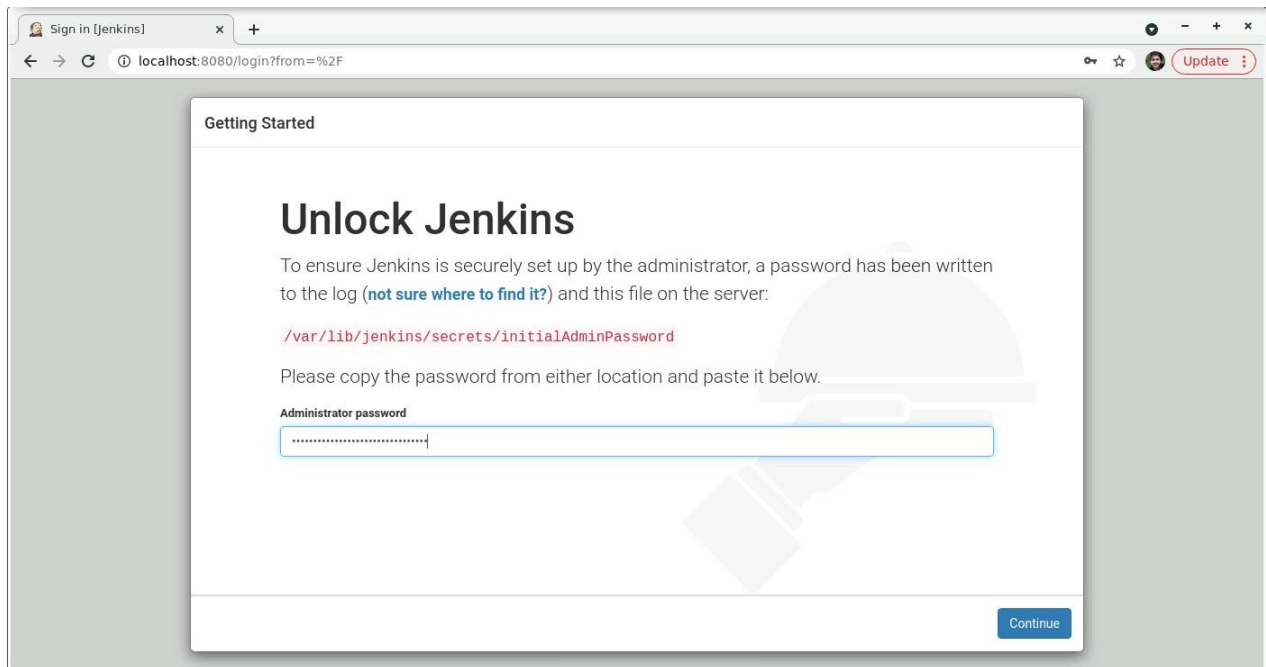 Sign in [Jenkins]
localhost:8080/login?from=%2F
Update
Getting Started
Unlock Jenkins
To ensure Jenkins is securely set up by the administrator, a password has been written
to the log (not sure where to find it?) and this file on the server:
/var/lib/jenkins/secrets/initialAdminPassword
Please copy the password from either location and paste it below.
Administrator password
Continue